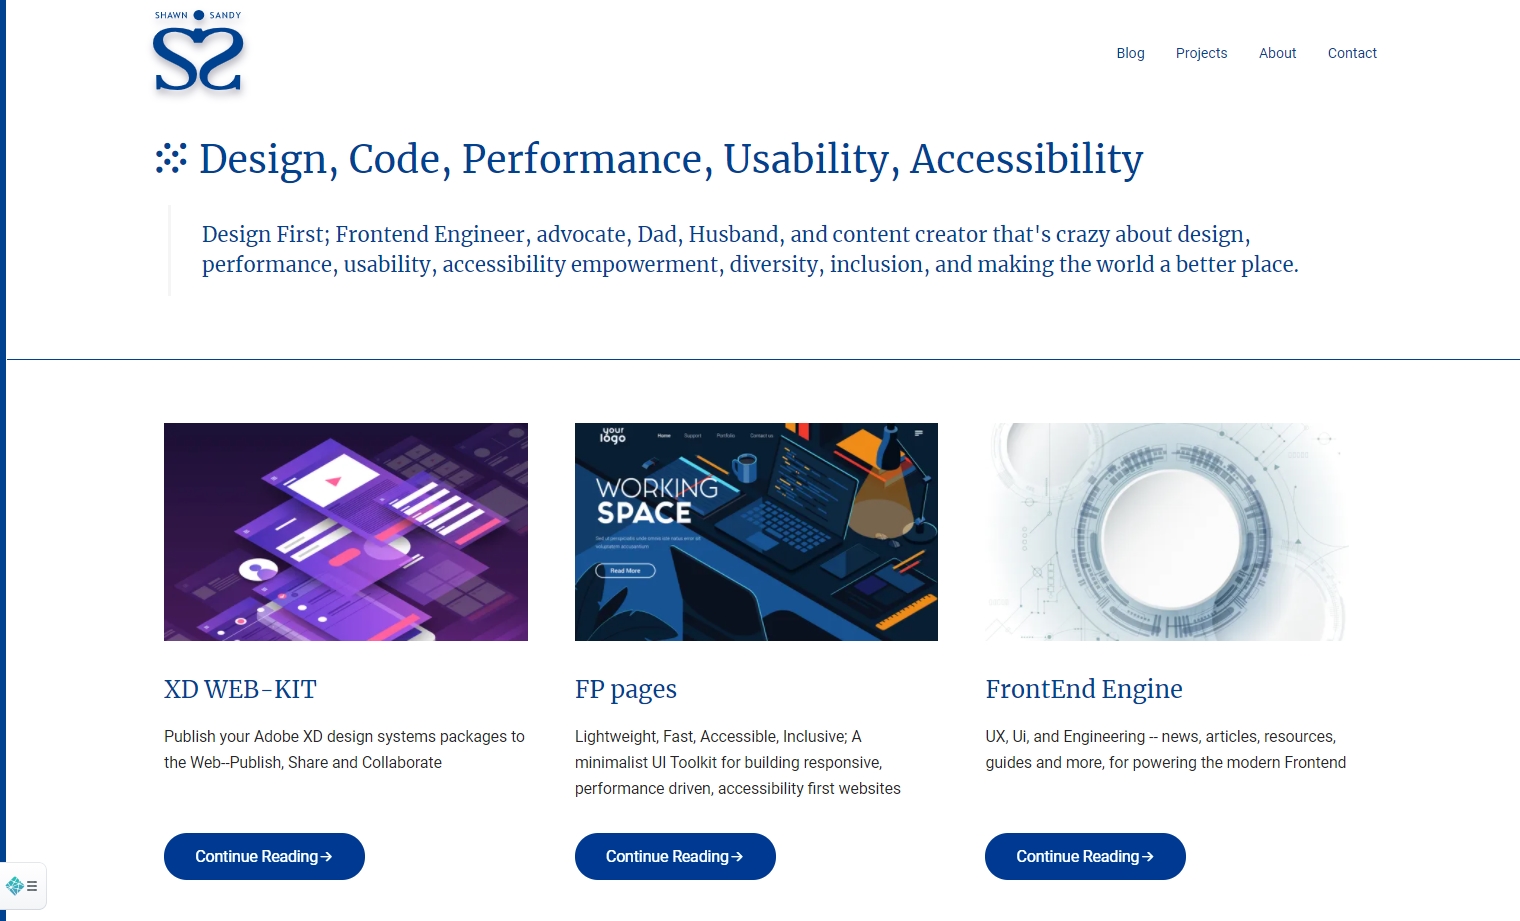 SHAWN SANDY
Blog Projects About Contact
Design, Code, Performance, Usability, Accessibility
Design First; Frontend Engineer, advocate, Dad, Husband, and content creator that's crazy about design,
performance, usability, accessibility empowerment, diversity, inclusion, and making the world a better place.
your
logo
Home Support Portfolio Contact us
WORKING
SPACE
Read More
XD WEB-KIT
Publish your Adobe XD design systems packages to
the Web--Publish, Share and Collaborate
Continue Reading→
FP pages
Lightweight, Fast, Accessible, Inclusive; A
minimalist UI Toolkit for building responsive,
performance driven, accessibility first websites
Continue Reading→
FrontEnd Engine
UX, Ui, and Engineering -- news, articles, resources,
guides and more, for powering the modern Frontend
Continue Reading→